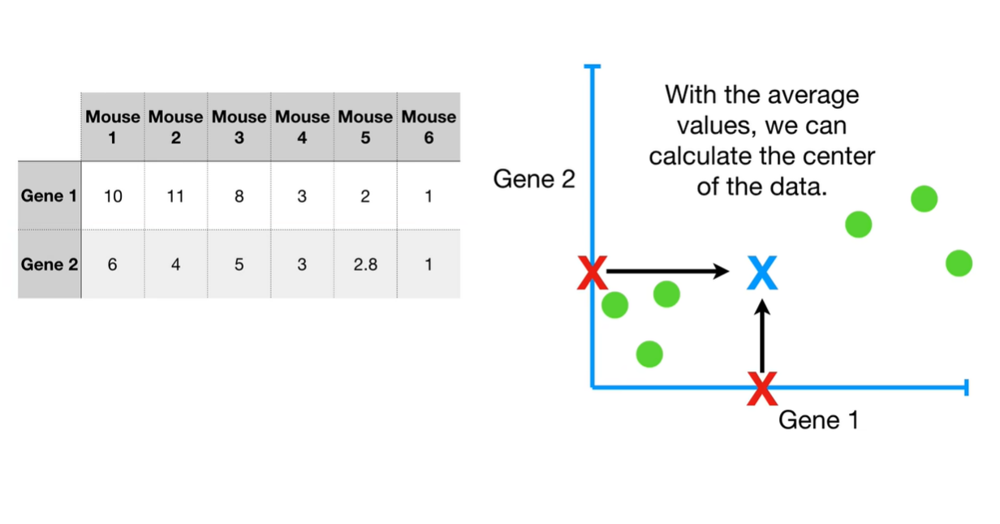 Mouse 1 Mouse 2 Mouse 3 Mouse 4 Mouse 5 Mouse 6
Gene 1 10 11 8 3 2 1
Gene 2 6 4 5 3 2.8 1
With the average
values, we can
calculate the center
of the data.
Gene 2
X X
X
Gene 1